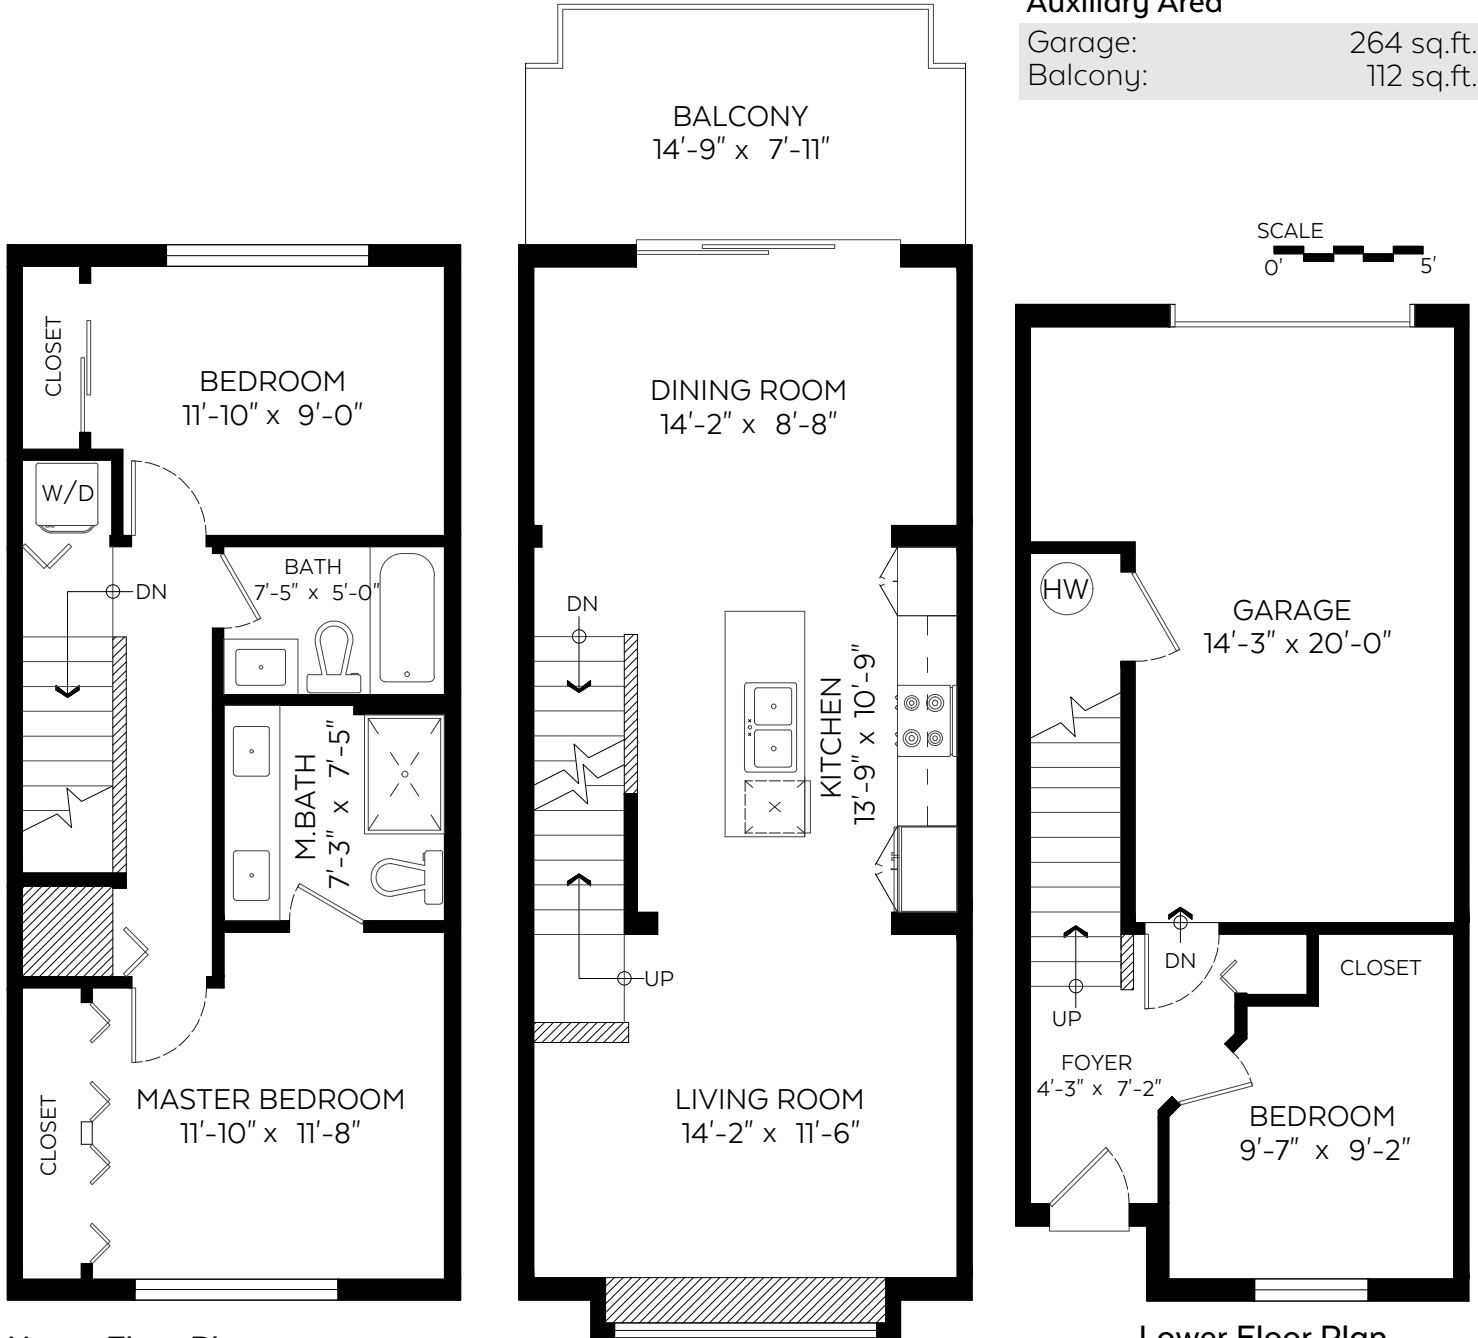 Auxiliary Area
Garage: 264 sq.ft.
Balcony: 112 sq.ft.
SCALE
0' 5'
BALCONY
14'-9" x 7'-11"
CLOSET
BEDROOM
11'-10" x 9'-0"
W/D
BATH
7'-5" x 5'-0"
DN
M.BATH
7'-3" x 7'-5"
MASTER BEDROOM
11'-10" x 11'-8"
CLOSET
DINING ROOM
14'-2" x 8'-8"
DN
KITCHEN
13'-9" x 10'-9"
UP
LIVING ROOM
14'-2" x 11'-6"
HW
GARAGE
14'-3" x 20'-0"
DN
CLOSET
UP
FOYER
4'-3" x 7'-2"
BEDROOM
9'-7" x 9'-2"
Lower Floor Plan